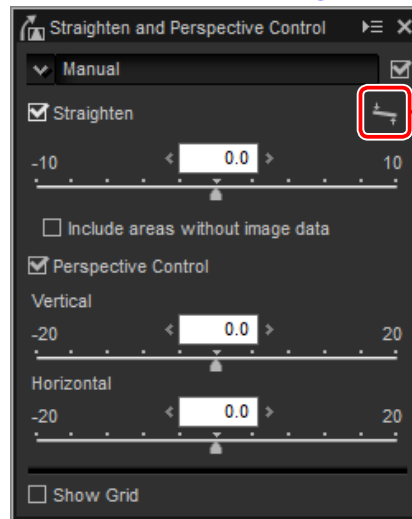 Straighten and Perspective Control
Manual
Straighten
-10 0.0 10
Include areas without image data
Perspective Control
Vertical
-20 0.0 20
Horizontal
-20 0.0 20
Show Grid